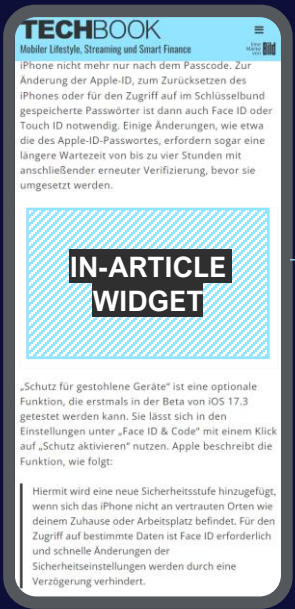 TECHBOOK
Mobiler Lifestyle, Streaming und Smart Finance
Eine
Marke
von Bild
iPhone nicht mehr nur nach dem Passcode. Zur
Änderung der Apple-ID, zum Zurücksetzen des
iPhones oder für den Zugriff auf im Schlüsselbund
gespeicherte Passwörter ist dann auch Face ID oder
Touch ID notwendig. Einige Änderungen, wie etwa
die des Apple-ID-Passwortes, erfordern sogar eine
längere Wartezeit von bis zu vier Stunden mit
anschließender erneuter Verifizierung, bevor sie
umgesetzt werden.
IN-ARTICLE
WIDGET
„Schutz für gestohlene Geräte“ ist eine optionale
Funktion, die erstmals in der Beta von iOS 17.3
getestet werden kann. Sie lässt sich in den
Einstellungen unter „Face ID & Code“ mit einem Klick
auf „Schutz aktivieren“ nutzen. Apple beschreibt die
Funktion, wie folgt:
Hiermit wird eine neue Sicherheitsstufe hinzugefügt,
wenn sich das iPhone nicht an vertrauten Orten wie
deinem Zuhause oder Arbeitsplatz befindet. Für den
Zugriff auf bestimmte Daten ist Face ID erforderlich
und schnelle Änderungen der
Sicherheitseinstellungen werden durch eine
Verzögerung verhindert.